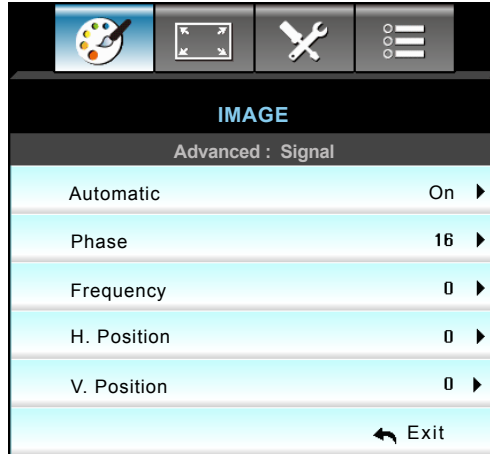 IMAGE
Advanced : Signal
Automatic On
Phase 16
Frequency 0
H. Position 0
V. Position 0
Exit